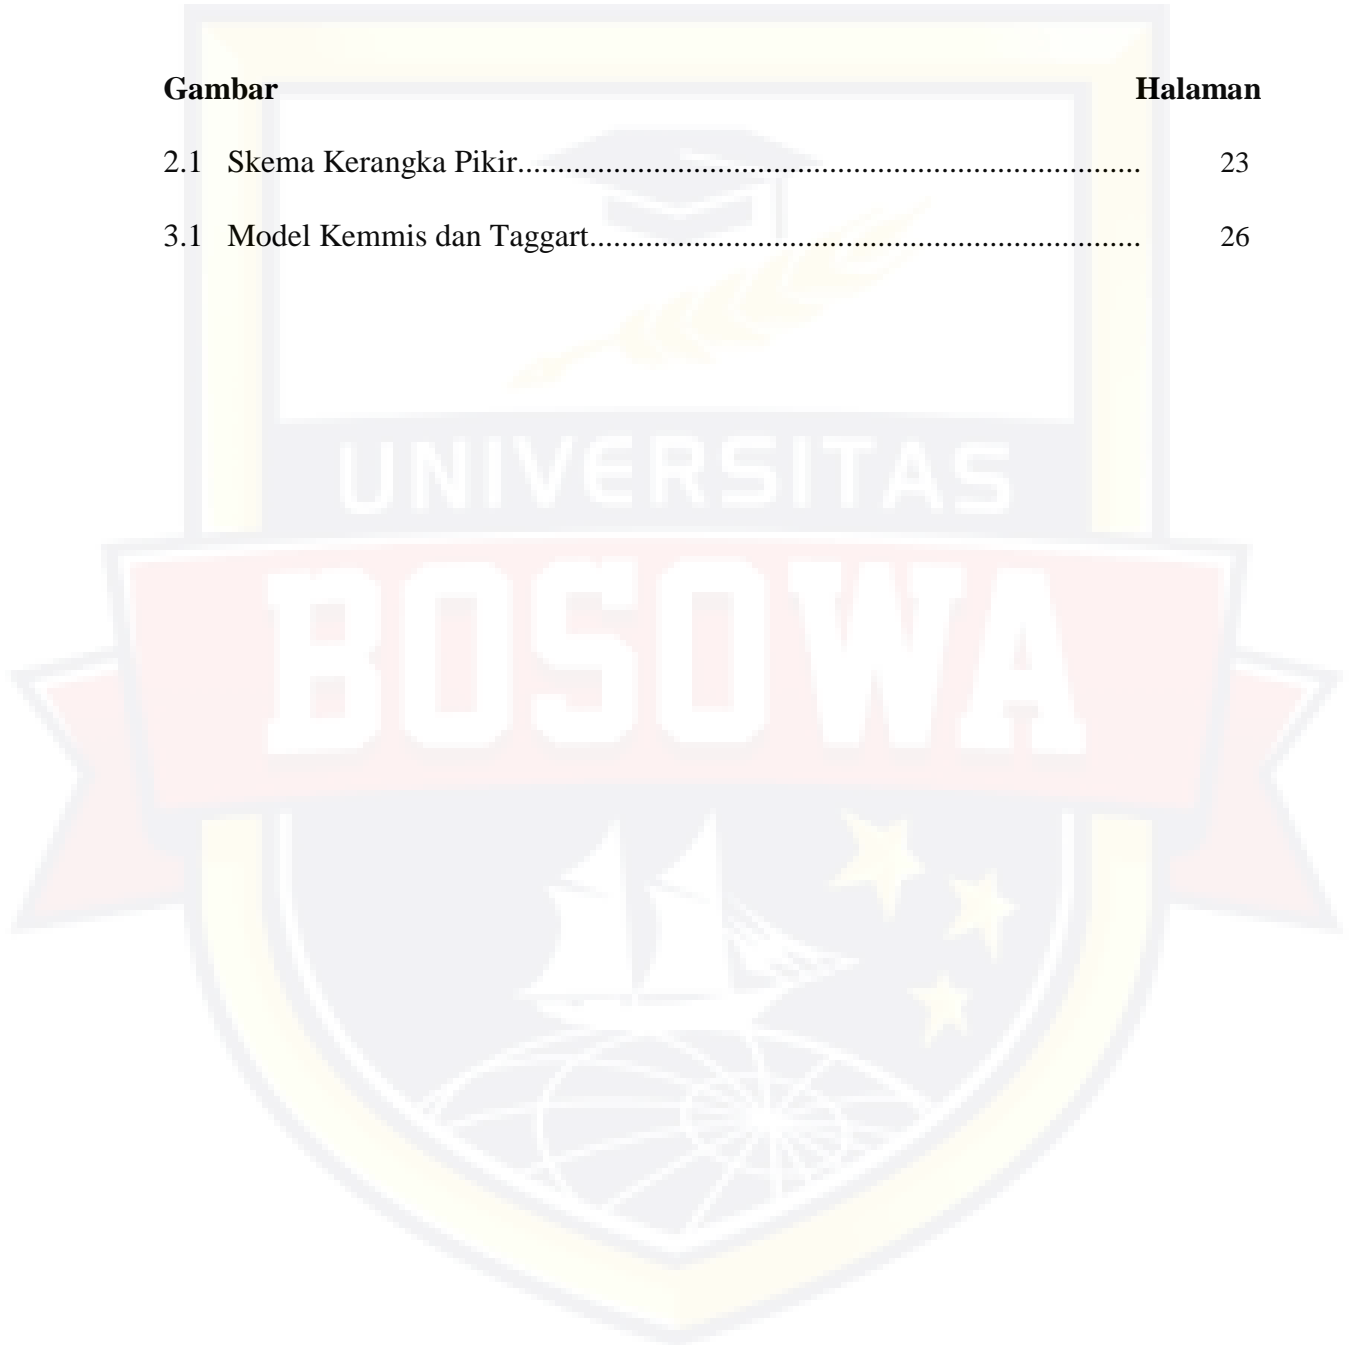 Gambar Halaman
2.1 Skema Kerangka Pikir.............................................................................. 23
3.1 Model Kemmis dan Taggart..................................................................... 26
UNIVERSITAS
BOSOWA